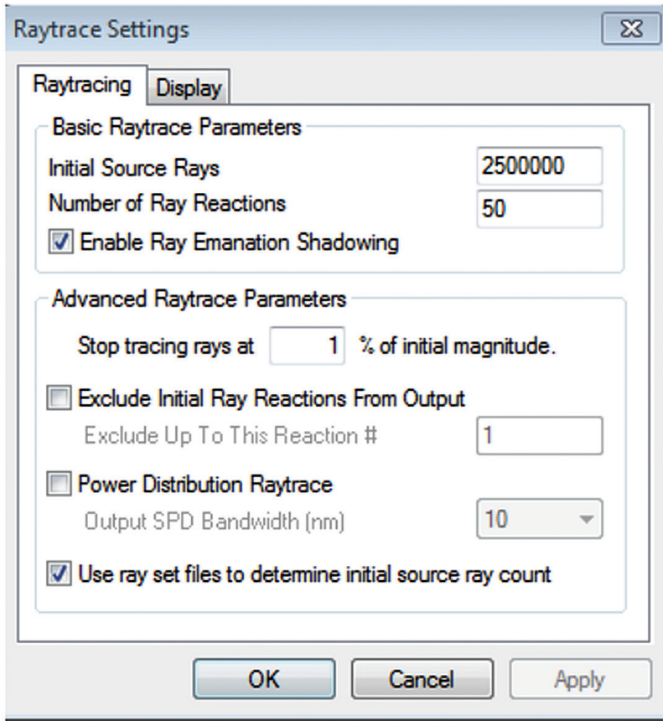 Raytrace Settings
Raytracing Display
Basic Raytrace Parameters
Initial Source Rays 2500000
Number of Ray Reactions 50
Enable Ray Emanation Shadowing
Advanced Raytrace Parameters
Stop tracing rays at 1 % of initial magnitude.
Exclude Initial Ray Reactions From Output
Exclude Up To This Reaction # 1
Power Distribution Raytrace
Output SPD Bandwidth (nm) 10
Use ray set files to determine initial source ray count
OK Cancel Apply